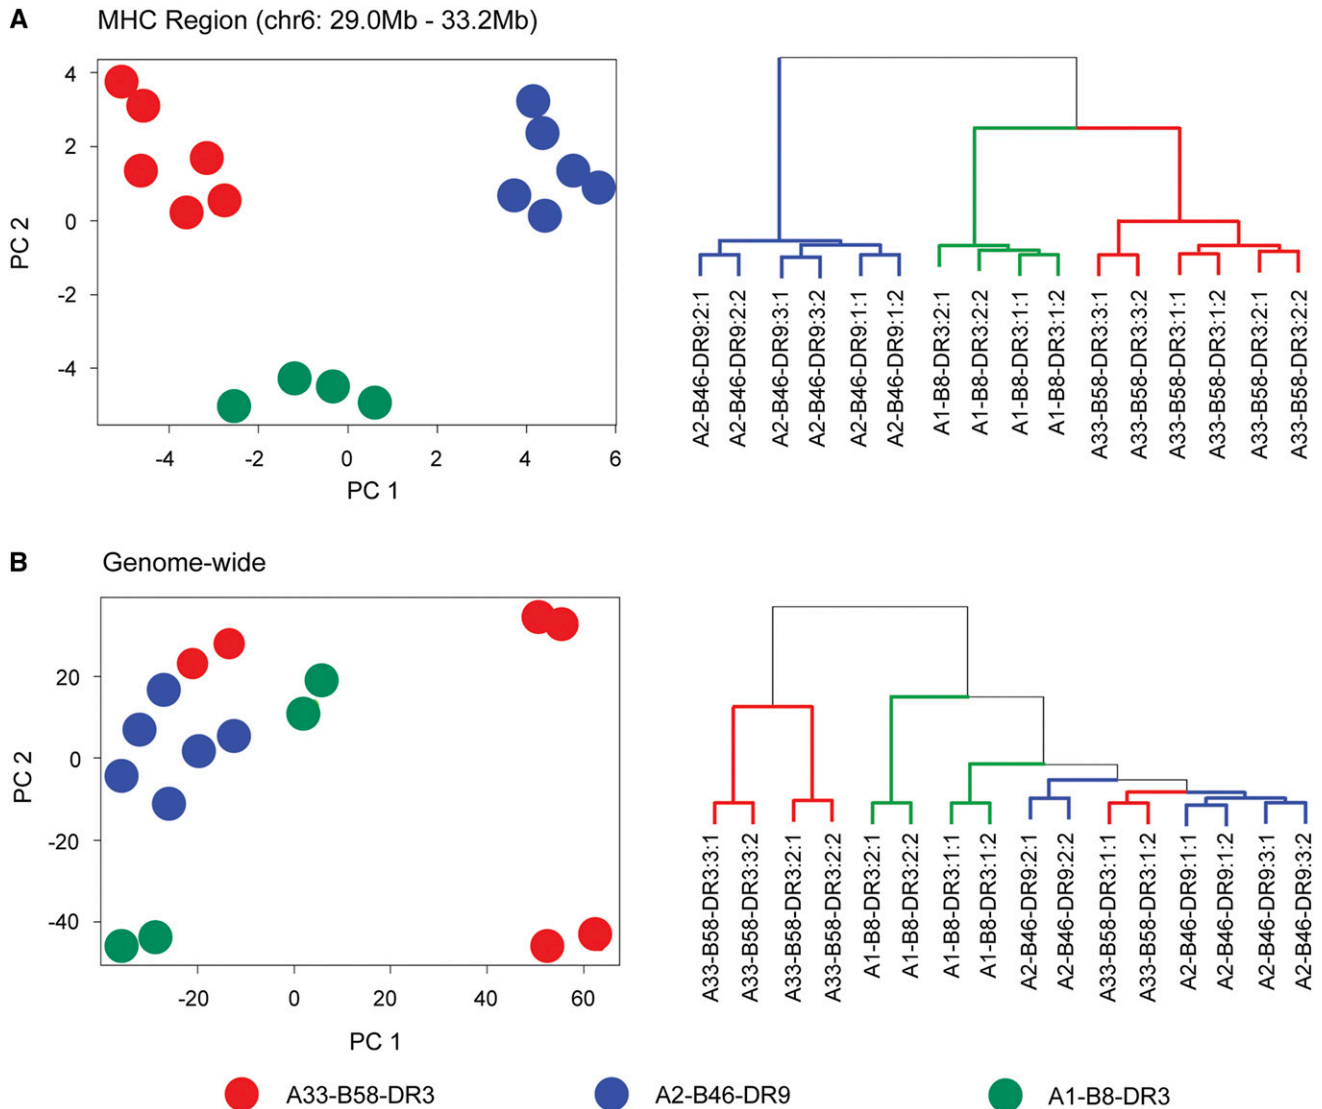 A MHC Region (chr6: 29.0Mb - 33.2Mb)
4
2
0
-2
-4
PC 2
-4 -2 0 2 4 6
PC 1
A2-B46-DR9:2:1
A2-B46-DR9:2:2
A2-B46-DR9:3:1
A2-B46-DR9:3:2
A2-B46-DR9:1:1
A2-B46-DR9:1:2
A1-B8-DR3:2:1
A1-B8-DR3:2:2
A1-B8-DR3:1:1
A1-B8-DR3:1:2
A33-B58-DR3:3:1
A33-B58-DR3:3:2
A33-B58-DR3:1:1
A33-B58-DR3:1:2
A33-B58-DR3:2:1
A33-B58-DR3:2:2
B Genome-wide
20
0
-20
-40
PC 2
-20 0 20 40 60
PC 1
A33-B58-DR3:3:1
A33-B58-DR3:3:2
A33-B58-DR3:2:1
A33-B58-DR3:2:2
A1-B8-DR3:2:1
A1-B8-DR3:2:2
A1-B8-DR3:1:1
A1-B8-DR3:1:2
A2-B46-DR9:2:1
A2-B46-DR9:2:2
A33-B58-DR3:1:1
A33-B58-DR3:1:2
A2-B46-DR9:1:1
A2-B46-DR9:1:2
A2-B46-DR9:3:1
A2-B46-DR9:3:2
A33-B58-DR3 A2-B46-DR9 A1-B8-DR3